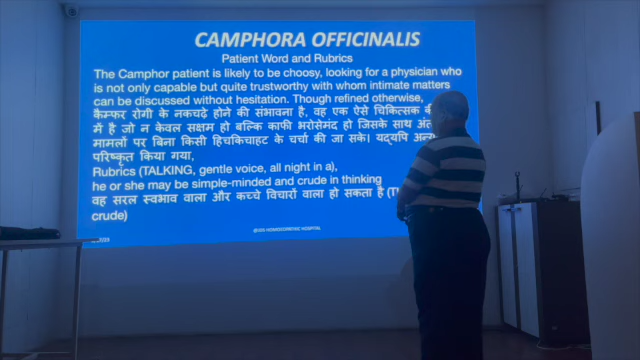 CAMPHORA OFFICINALIS
Patient Word and Rubrics
The Camphor patient is likely to be choosy, looking for a physician who
is not only capable but quite trustworthy with whom intimate matters
can be discussed without hesitation. Though refined otherwise,
कैम्फर रोगी के नकचढ़े होने की संभावना है, वह एक ऐसे चिकित्सक की
में है जो न केवल सक्षम हो बल्कि काफी भरोसेमंद हो जिसके साथ
मामलों पर बिना किसी हिचकिचाहट के चर्चा की जा सके। यद्यपि
परिष्कृत किया गया,
Rubrics (TALKING, gentle voice, all night in a),
he or she may be simple-minded and crude in thinking
वह सरल स्वभाव वाला और कच्चे विचारों वाला हो सकता है
crude)
HOMOEOPATHIC HOSPITAL